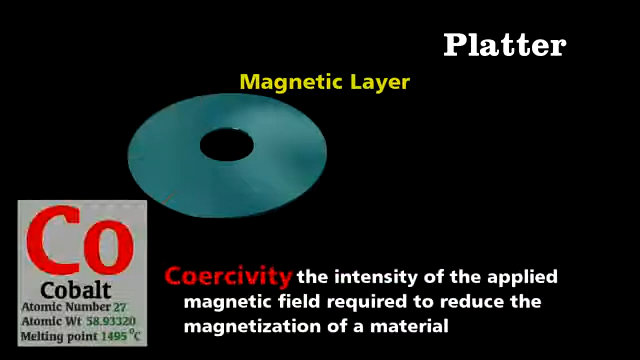 Platter
Magnetic Layer
Co
Cobalt
Atomic Number 27
Atomic Wt 58.93320
Melting point 1495 °C
Coercivity the intensity of the applied
magnetic field required to reduce the
magnetization of a material